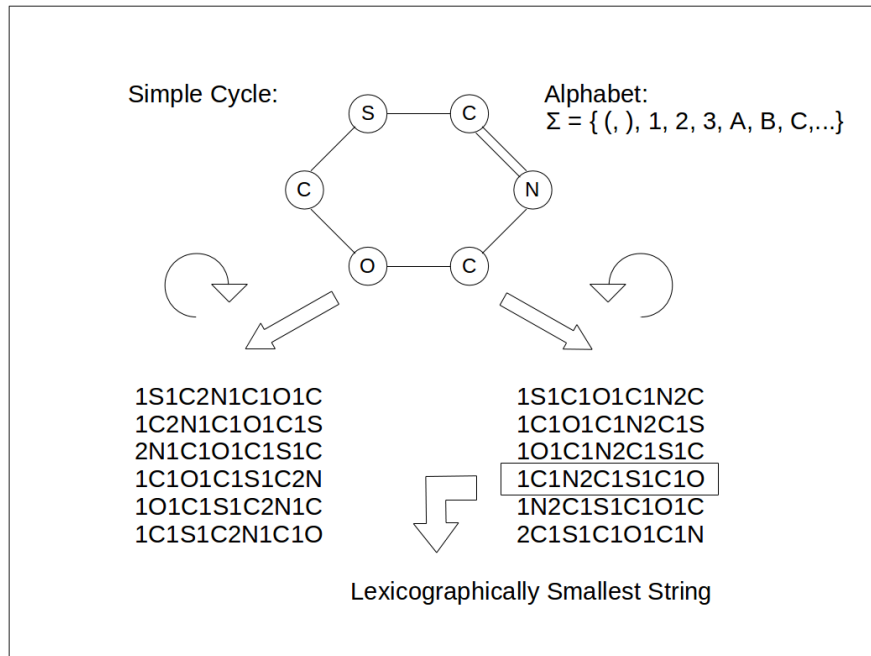 Simple Cycle:
Alphabet:
Σ = { (, ), 1, 2, 3, A, B, C,...}
S
C
C
N
O
C
1S1C2N1C1O1C
1C2N1C1O1C1S
2N1C1O1C1S1C
1C1O1C1S1C2N
1O1C1S1C2N1C
1C1S1C2N1C1O
1S1C1O1C1N2C
1C1O1C1N2C1S
1O1C1N2C1S1C
1C1N2C1S1C1O
1N2C1S1C1O1C
2C1S1C1O1C1N
Lexicographically Smallest String